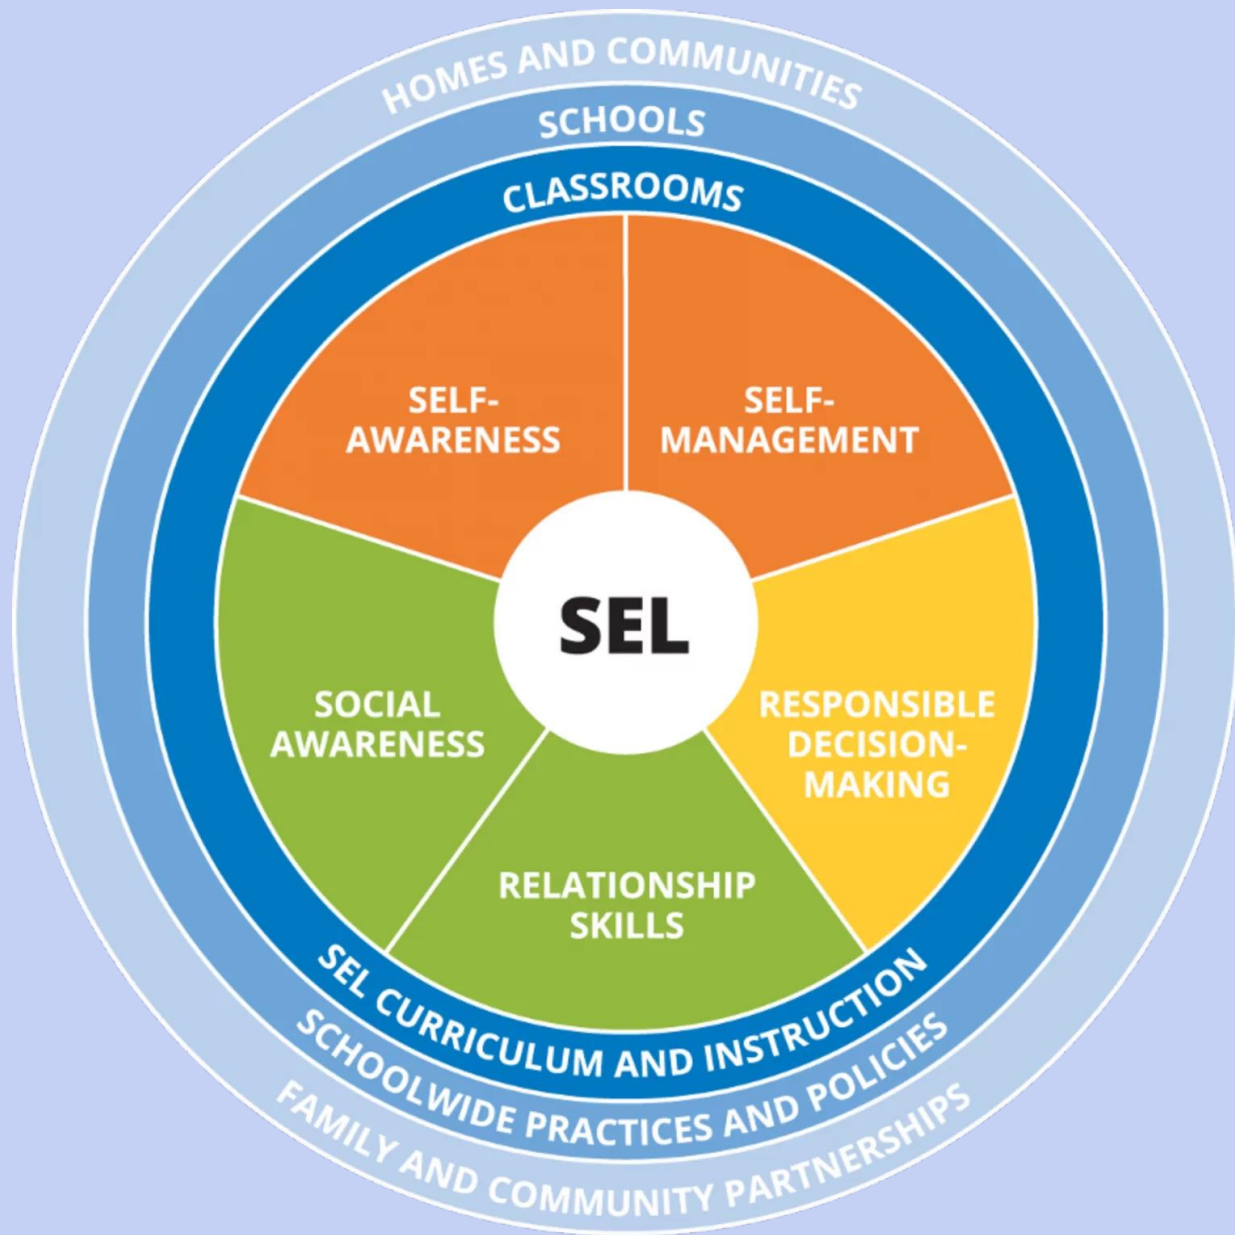 HOMES AND COMMUNITIES
SCHOOLS
CLASSROOMS
SELF-
AWARENESS
SELF-
MANAGEMENT
SEL
SOCIAL
AWARENESS
RESPONSIBLE
DECISION-
MAKING
RELATIONSHIP
SKILLS
SEL CURRICULUM AND INSTRUCTION
SCHOOLWIDE PRACTICES AND POLICIES
FAMILY AND COMMUNITY PARTNERSHIPS